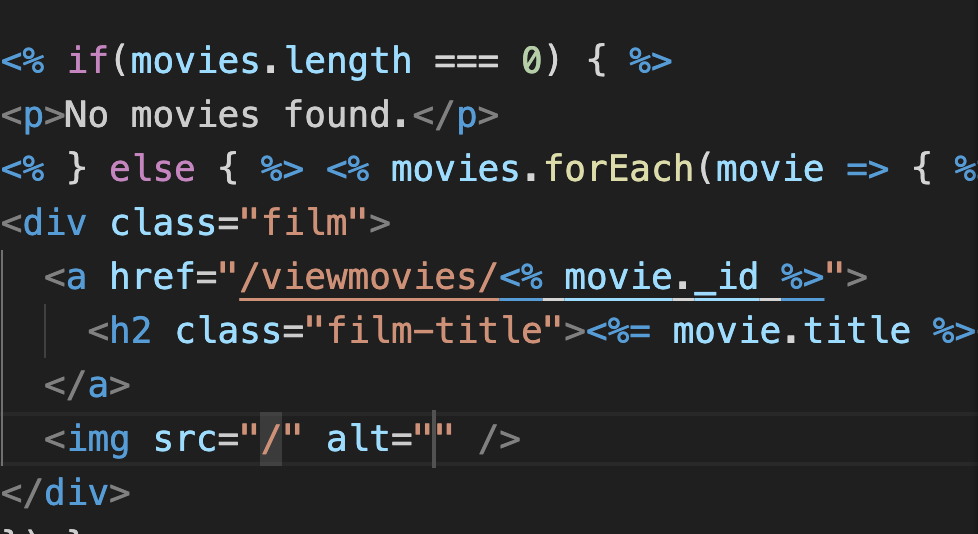 <% if(movies.length === 0) { %>
<p>No movies found.</p>
<% } else { %> <% movies.forEach(movie => { %
<div class="film">
<a href="/viewmovies/<% movie._id %>">
<h2 class="film-title"><%= movie.title %>
</a>
<img src="/" alt="" />
</div>